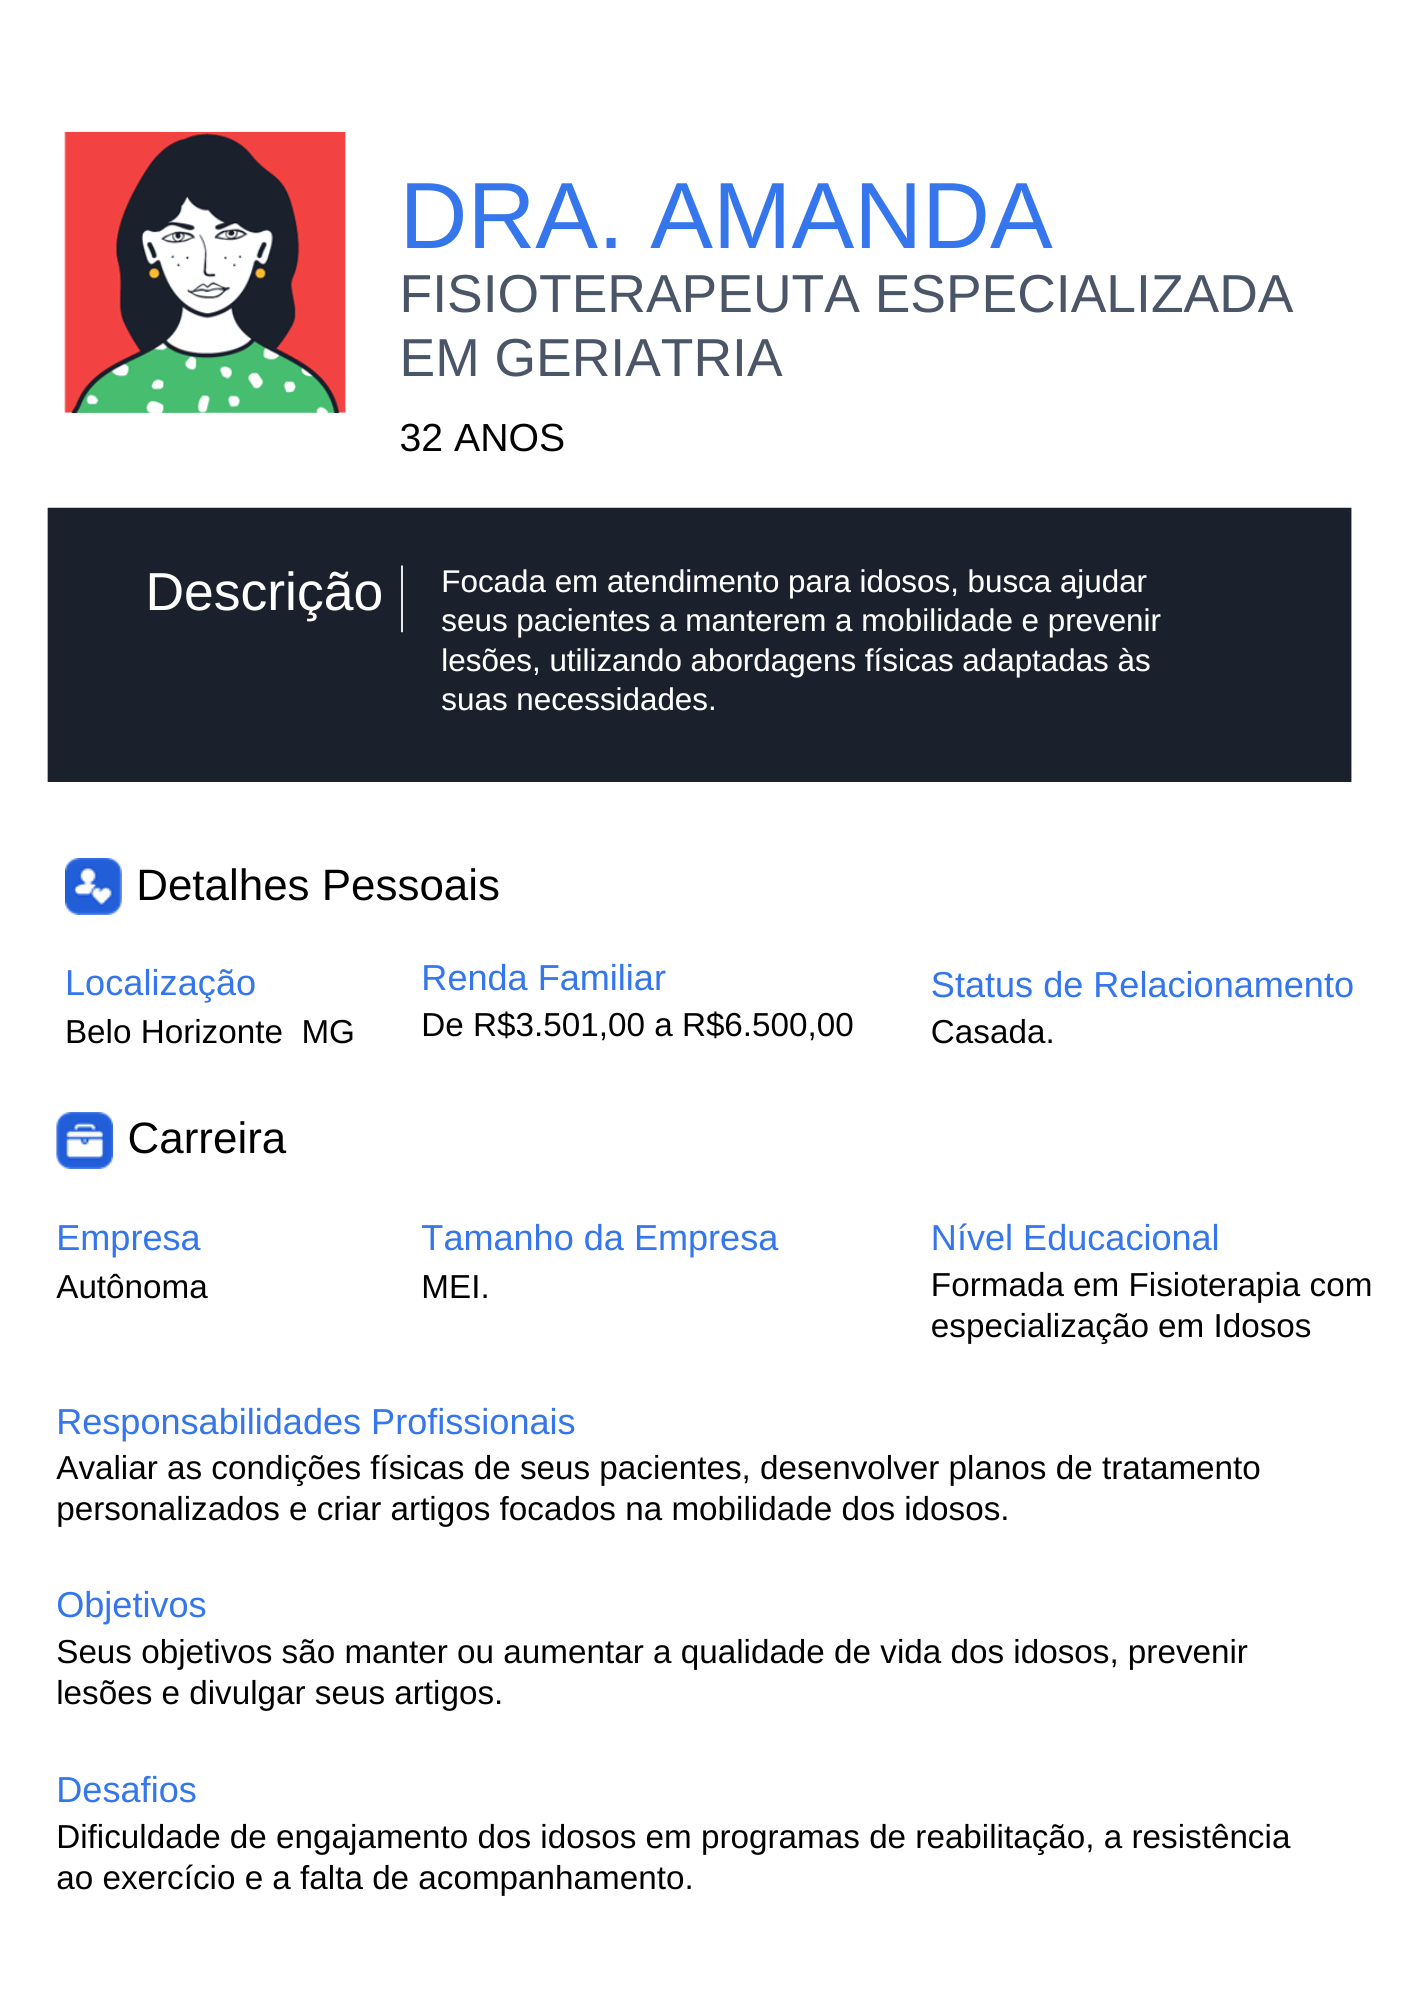 DRA. AMANDA
FISIOTERAPEUTA ESPECIALIZADA
EM GERIATRIA
32 ANOS
Descrição
Focada em atendimento para idosos, busca ajudar
seus pacientes a manterem a mobilidade e prevenir
lesões, utilizando abordagens físicas adaptadas às
suas necessidades.
Detalhes Pessoais
Localização
Belo Horizonte  MG
Renda Familiar
De R$3.501,00 a R$6.500,00
Status de Relacionamento
Casada.
Carreira
Empresa
Autônoma
Tamanho da Empresa
MEI.
Nível Educacional
Formada em Fisioterapia com
especialização em Idosos
Responsabilidades Profissionais
Avaliar as condições físicas de seus pacientes, desenvolver planos de tratamento
personalizados e criar artigos focados na mobilidade dos idosos.
Objetivos
Seus objetivos são manter ou aumentar a qualidade de vida dos idosos, prevenir
lesões e divulgar seus artigos.
Desafios
Dificuldade de engajamento dos idosos em programas de reabilitação, a resistência
ao exercício e a falta de acompanhamento.